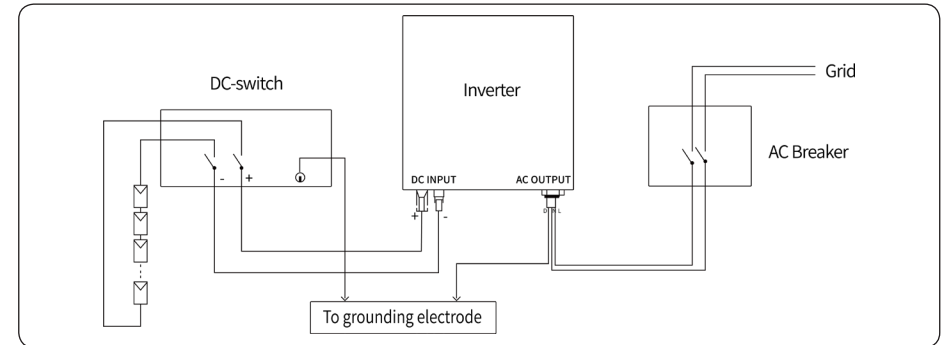 DC-switch
Inverter
Grid
AC Breaker
- +
DC INPUT
AC OUTPUT
+ -
L
To grounding electrode